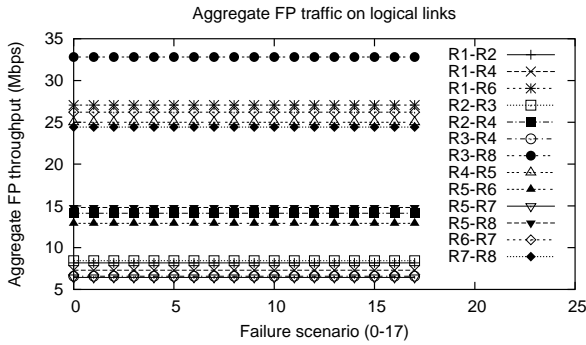 Aggregate FP traffic on logical links
Aggregate FP throughput (Mbps)
35
30
25
20
15
10
5
0
5
10
15
20
25
Failure scenario (0-17)
R1-R2
R1-R4
R1-R6
R2-R3
R2-R4
R3-R4
R3-R8
R4-R5
R5-R6
R5-R7
R5-R8
R6-R7
R7-R8